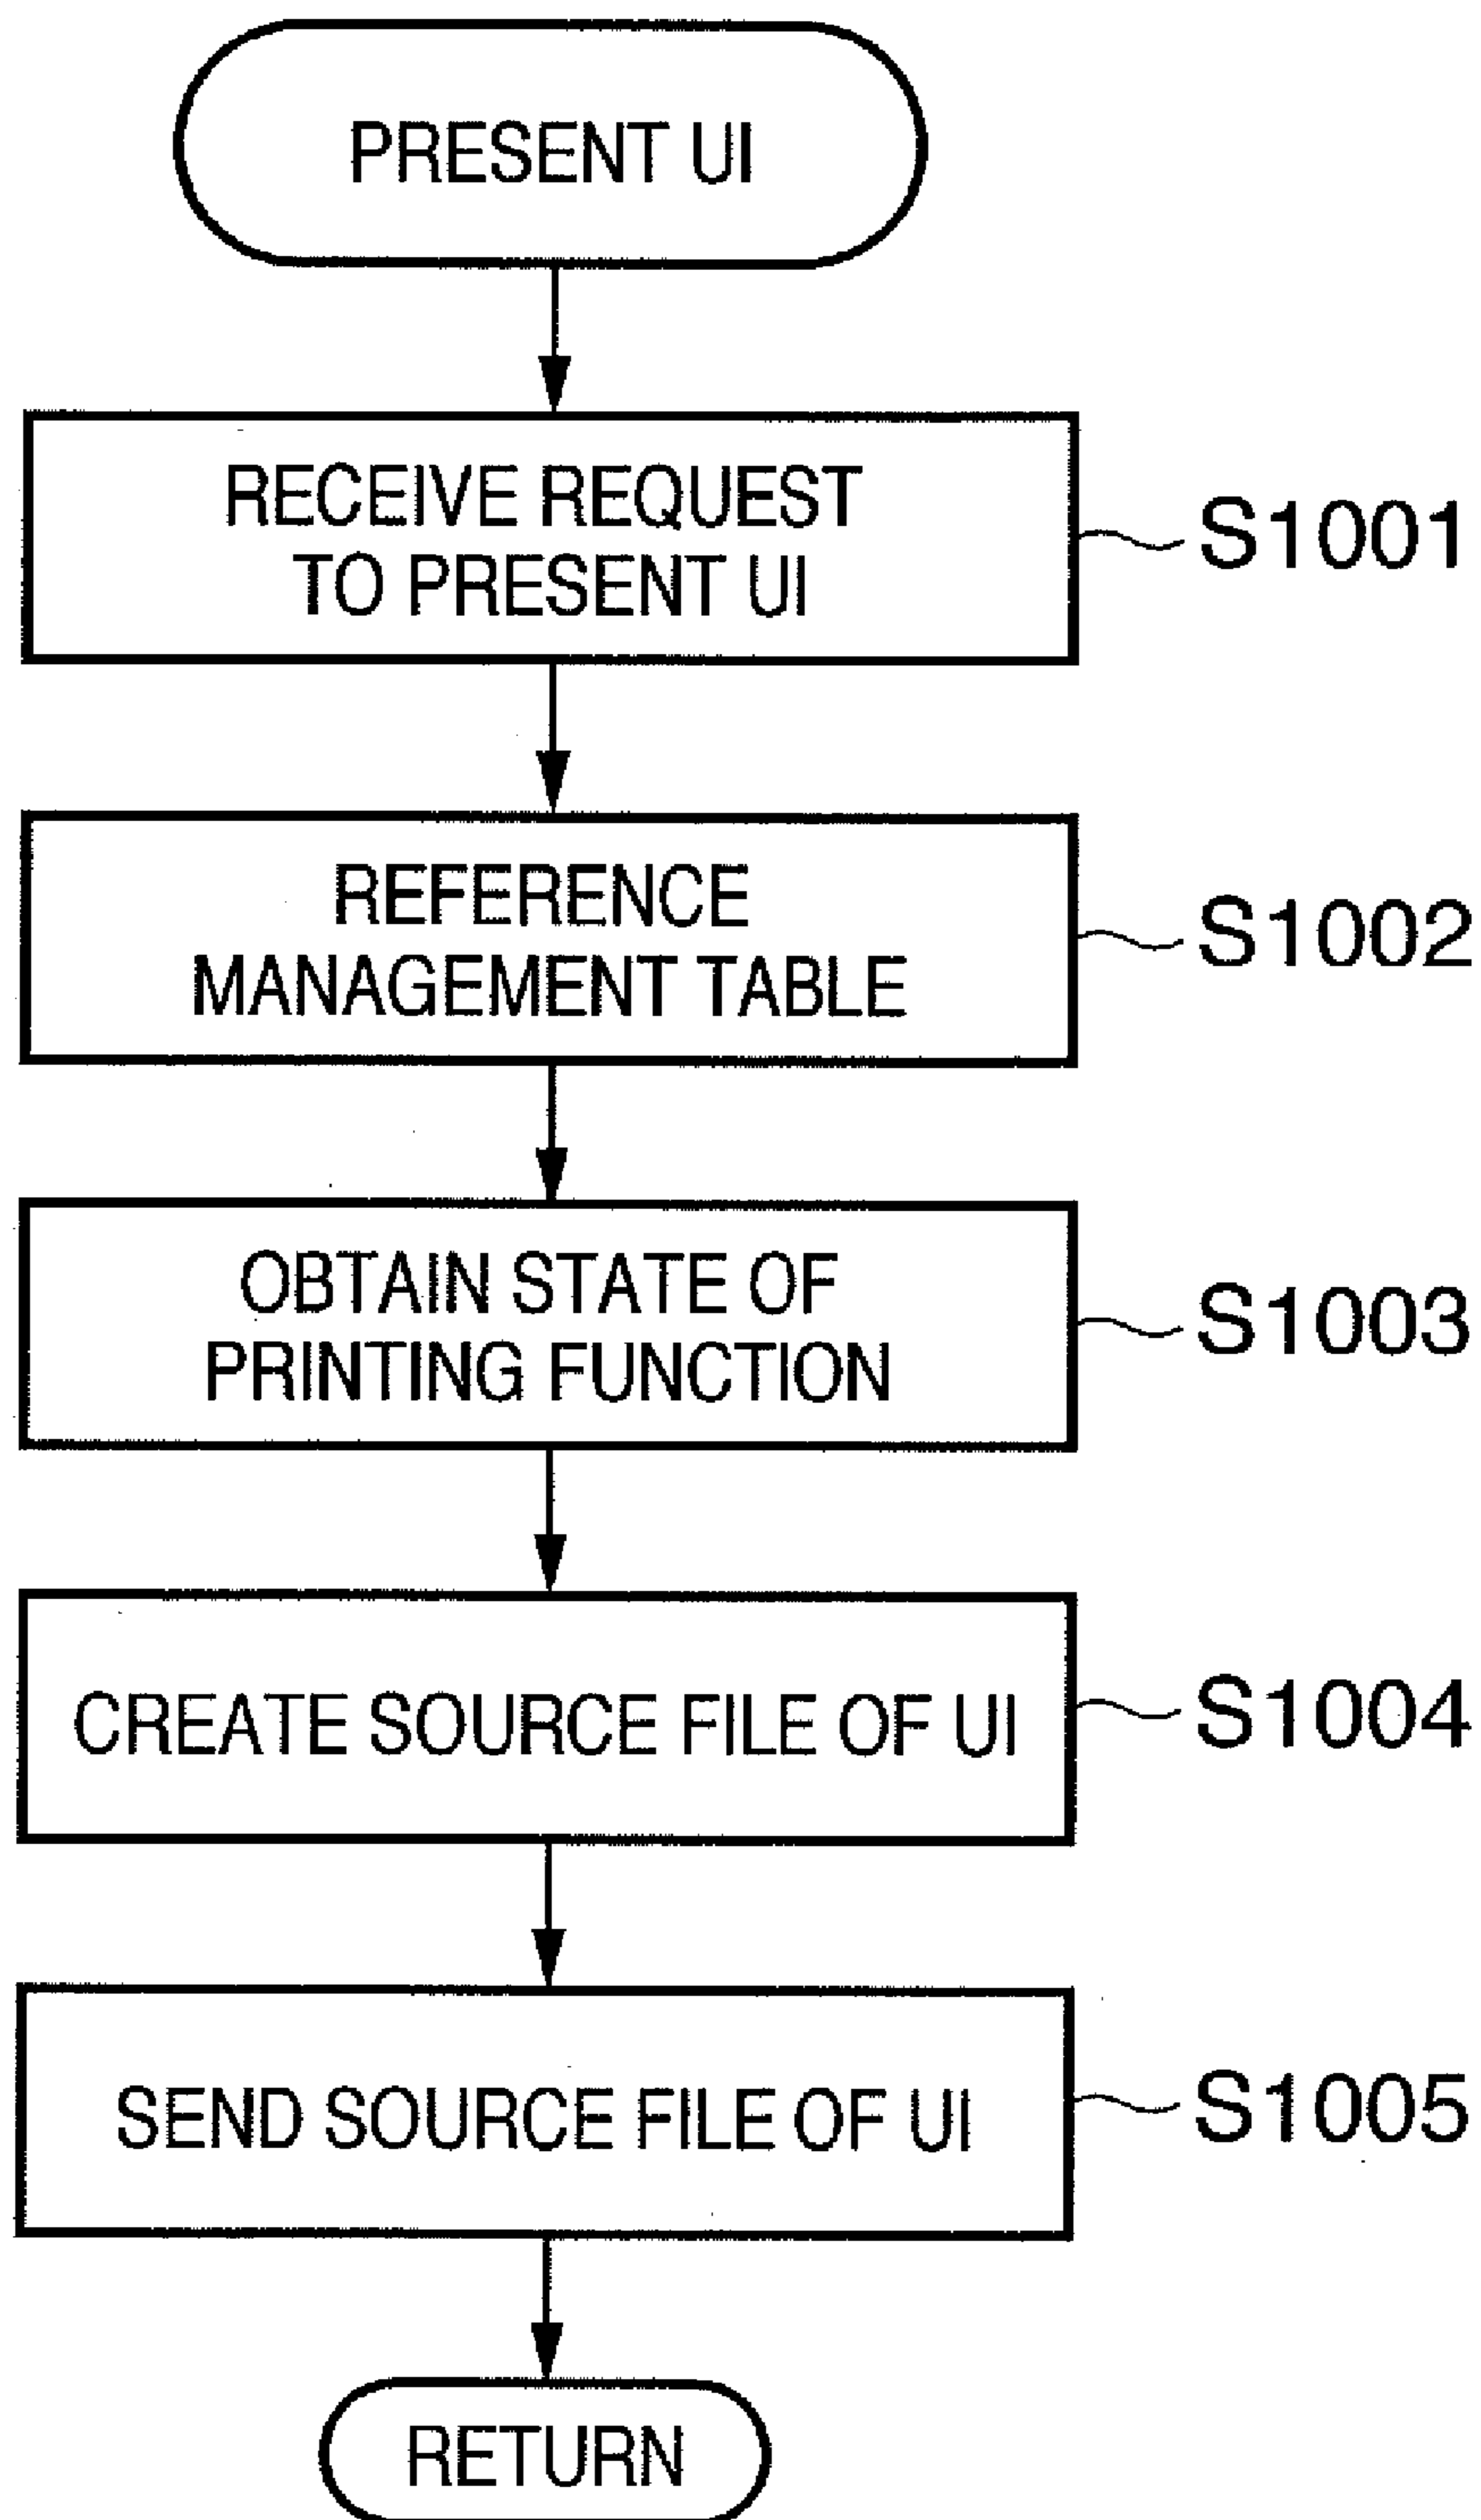 PRESENT UI
RECEIVE REQUEST
TO PRESENT UI
S1001
REFERENCE
MANAGEMENT TABLE
S1002
OBTAIN STATE OF
PRINTING FUNCTION
S1003
CREATE SOURCE FILE OF UI
S1004
SEND SOURCE FILE OF UI
S1005
RETURN